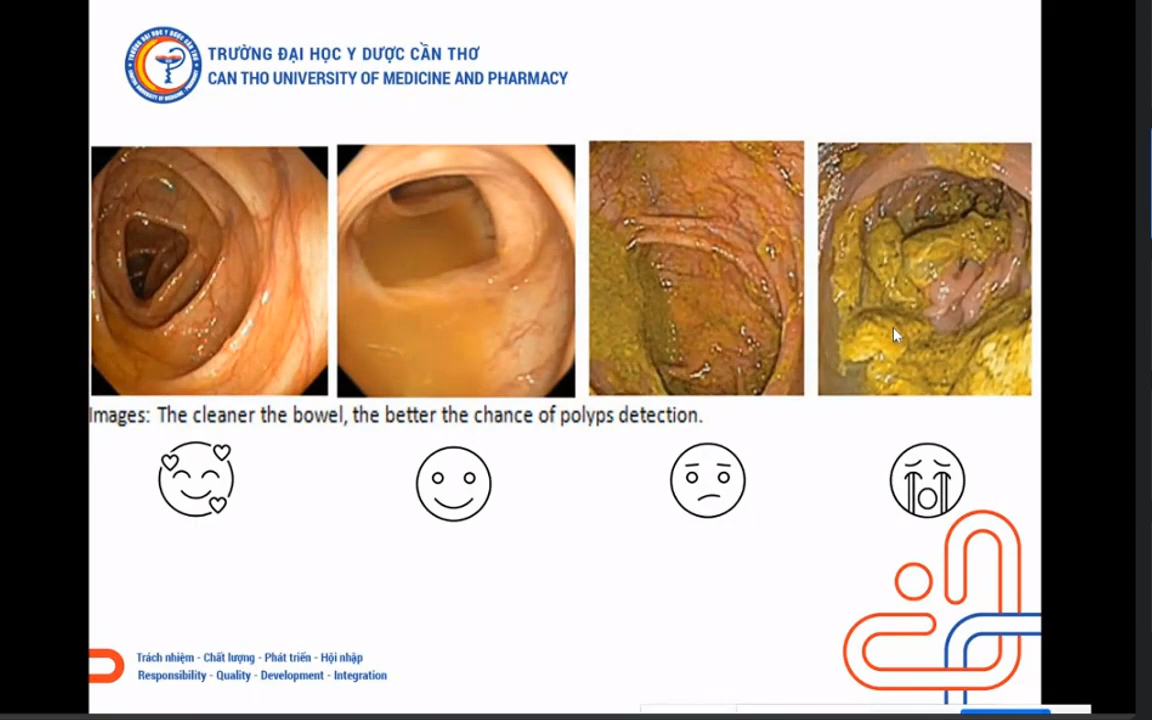 TRƯỜNG ĐẠI HỌC Y DƯỢC CẦN THƠ
CAN THO UNIVERSITY OF MEDICINE AND PHARMACY
Images: The cleaner the bowel, the better the chance of polyps detection.
Trách nhiệm - Chất lượng - Phát triển - Hội nhập
Responsibility - Quality - Development - Integration